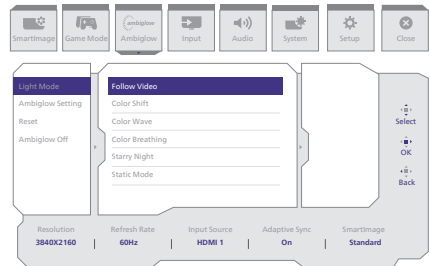 ambiglow
SmartImage Game Mode Ambiglow Input Audio System Setup Close
Light Mode
Ambiglow Setting
Reset
Ambiglow Off
Follow Video
Color Shift
Color Wave
Color Breathing
Starry Night
Static Mode
Select
OK
Back
Resolution Refresh Rate Input Source Adaptive Sync SmartImage
3840X2160 | 60Hz | HDMI 1 | On | Standard